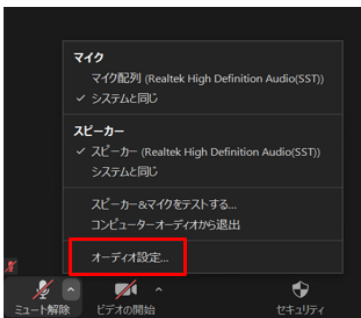 マイク
マイク配列 (Realtek High Definition Audio(SST))
✓ システムと同じ
スピーカー
✓ スピーカー (Realtek High Definition Audio(SST))
システムと同じ
スピーカー&マイクをテストする...
コンピューターオーディオから退出
オーディオ設定...
ミュート解除 ビデオの開始 セキュリティ